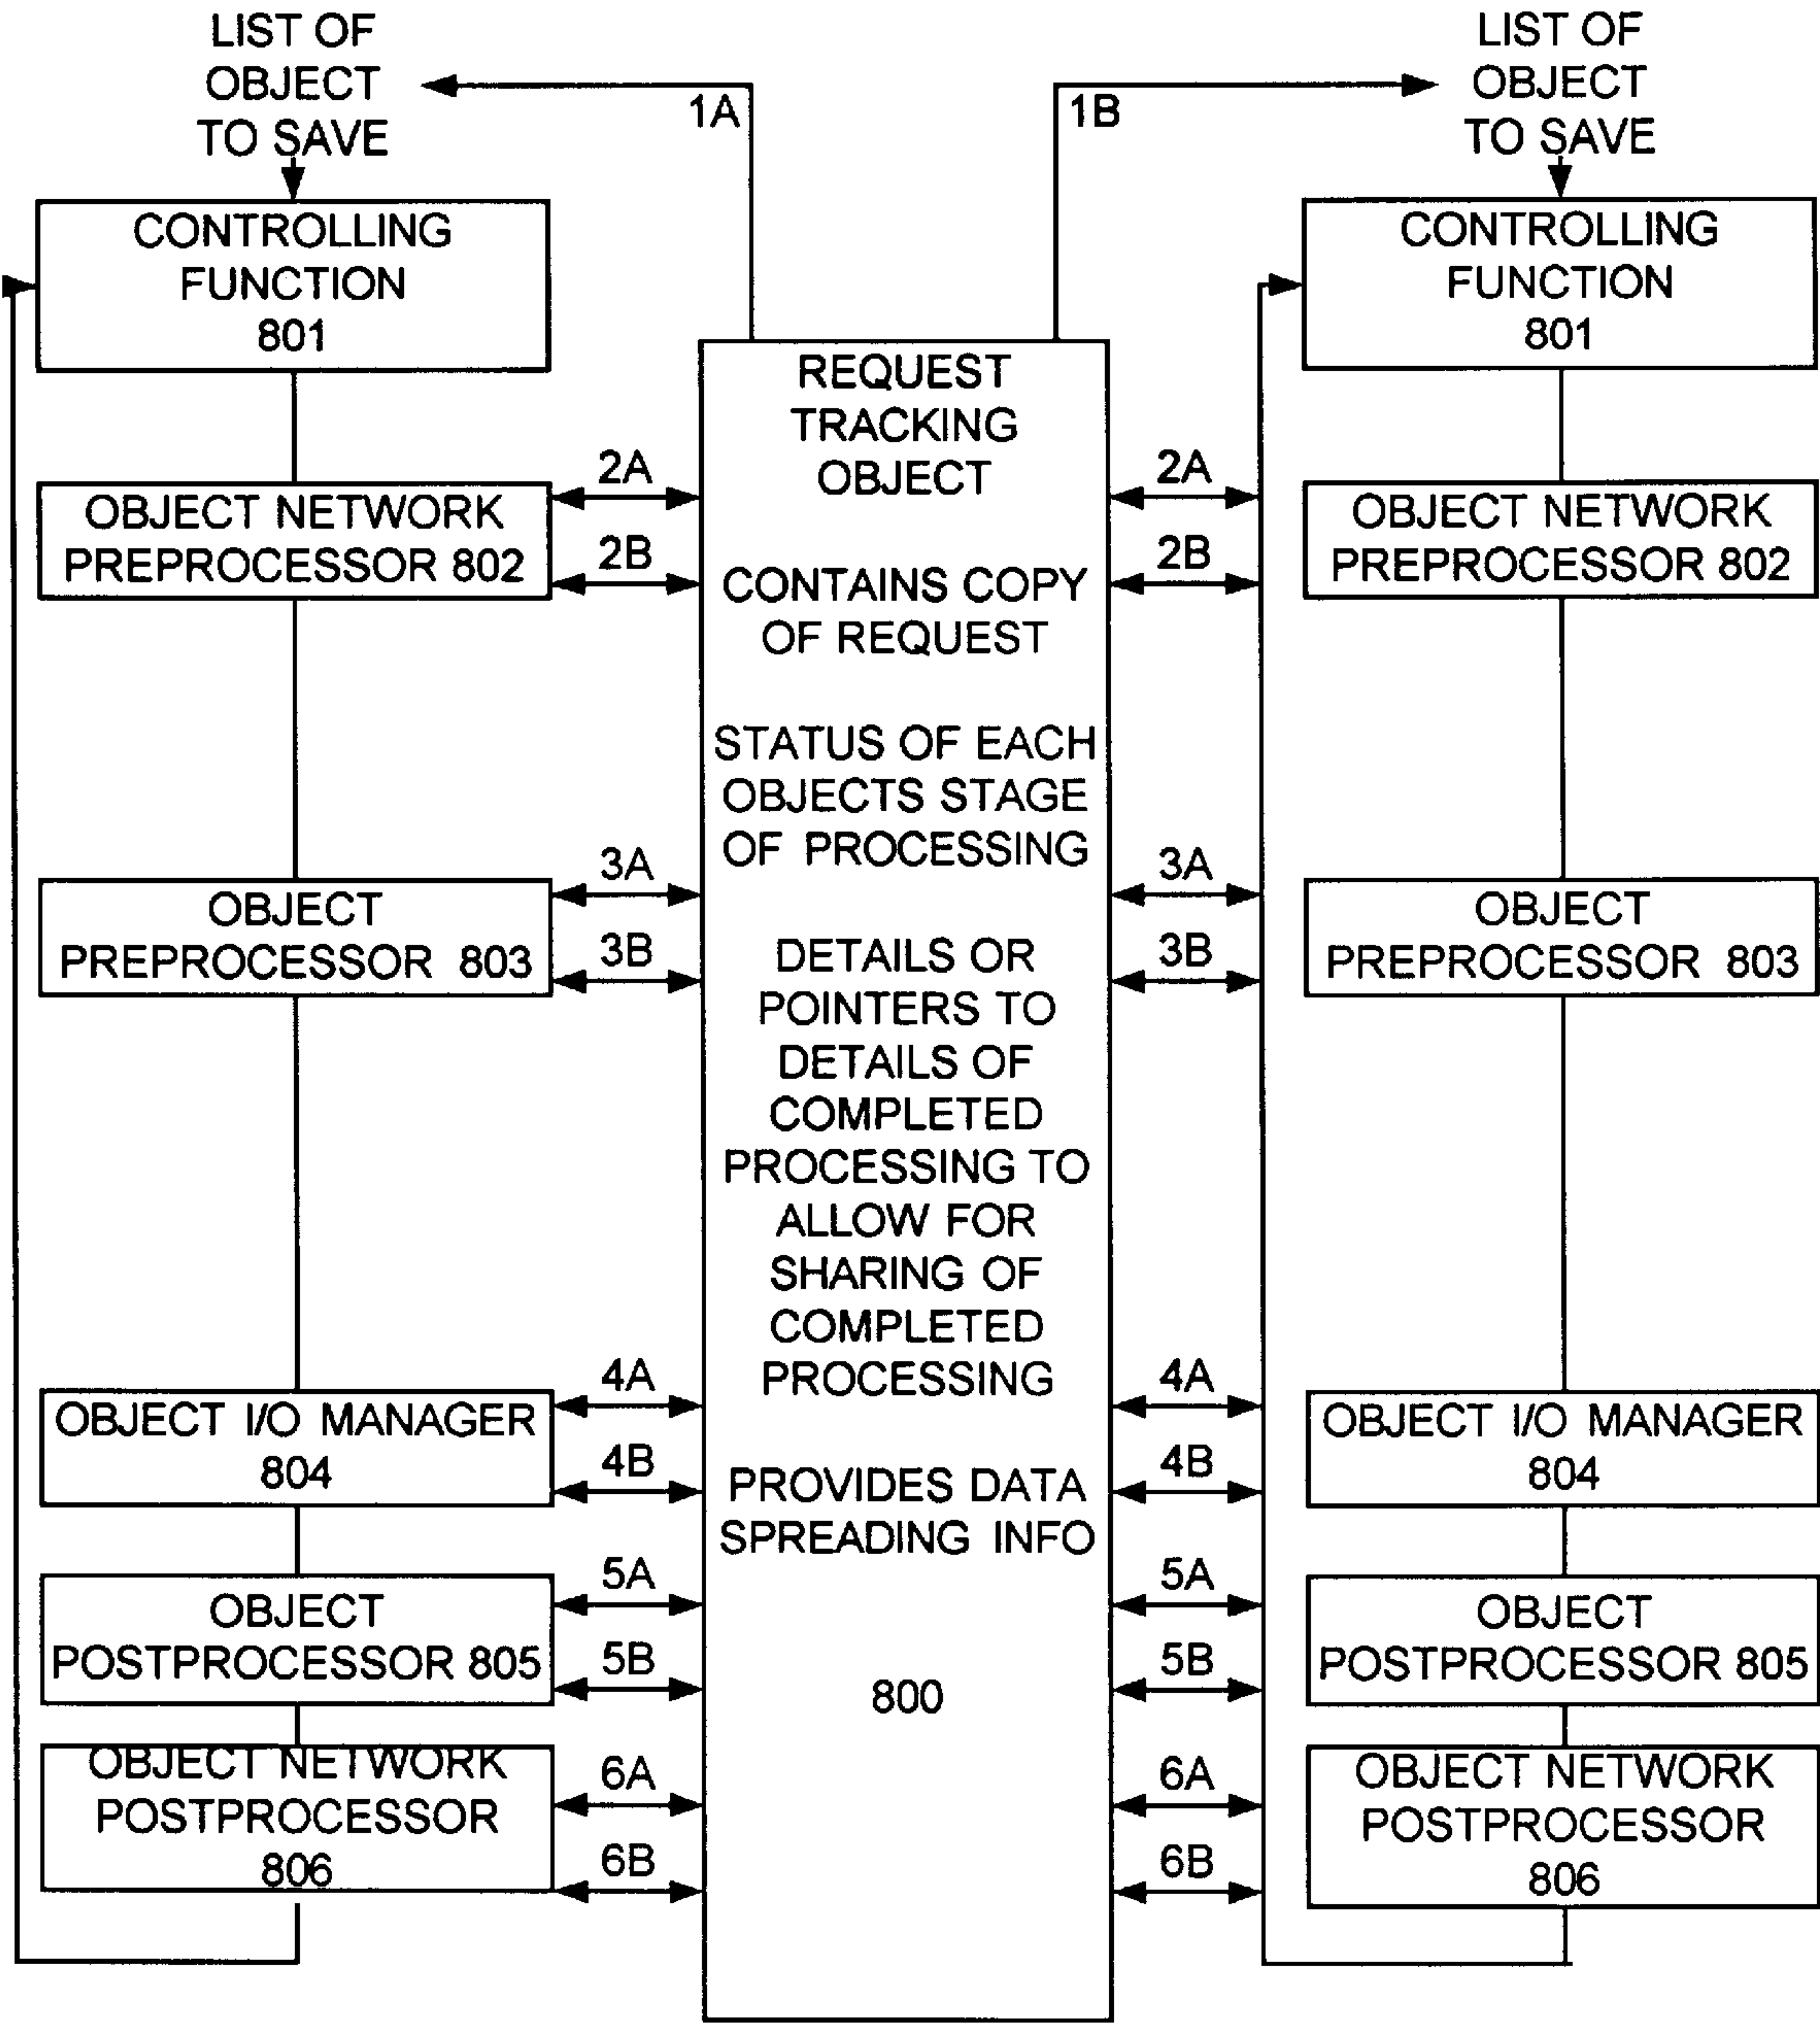 LIST OF
OBJECT
TO SAVE
1A
CONTROLLING
FUNCTION
801
OBJECT NETWORK
PREPROCESSOR 802
OBJECT
PREPROCESSOR 803
OBJECT I/O MANAGER
804
OBJECT
POSTPROCESSOR 805
OBJECT NETWORK
POSTPROCESSOR
806
2A
2B
3A
3B
4A
4B
5A
5B
6A
6B
REQUEST
TRACKING
OBJECT
CONTAINS COPY
OF REQUEST
STATUS OF EACH
OBJECTS STAGE
OF PROCESSING
DETAILS OR
POINTERS TO
DETAILS OF
COMPLETED
PROCESSING TO
ALLOW FOR
SHARING OF
COMPLETED
PROCESSING
PROVIDES DATA
SPREADING INFO
800
2A
2B
3A
3B
4A
4B
5A
5B
6A
6B
1B
LIST OF
OBJECT
TO SAVE
CONTROLLING
FUNCTION
801
OBJECT NETWORK
PREPROCESSOR 802
OBJECT
PREPROCESSOR 803
OBJECT I/O MANAGER
804
OBJECT
POSTPROCESSOR 805
OBJECT NETWORK
POSTPROCESSOR
806